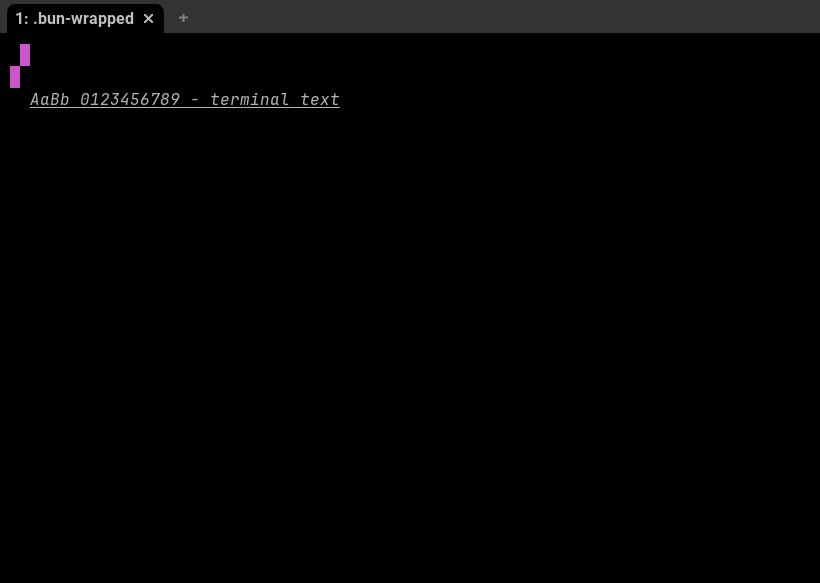 1: .bun-wrapped ✕ +
AaBb 0123456789 - terminal text